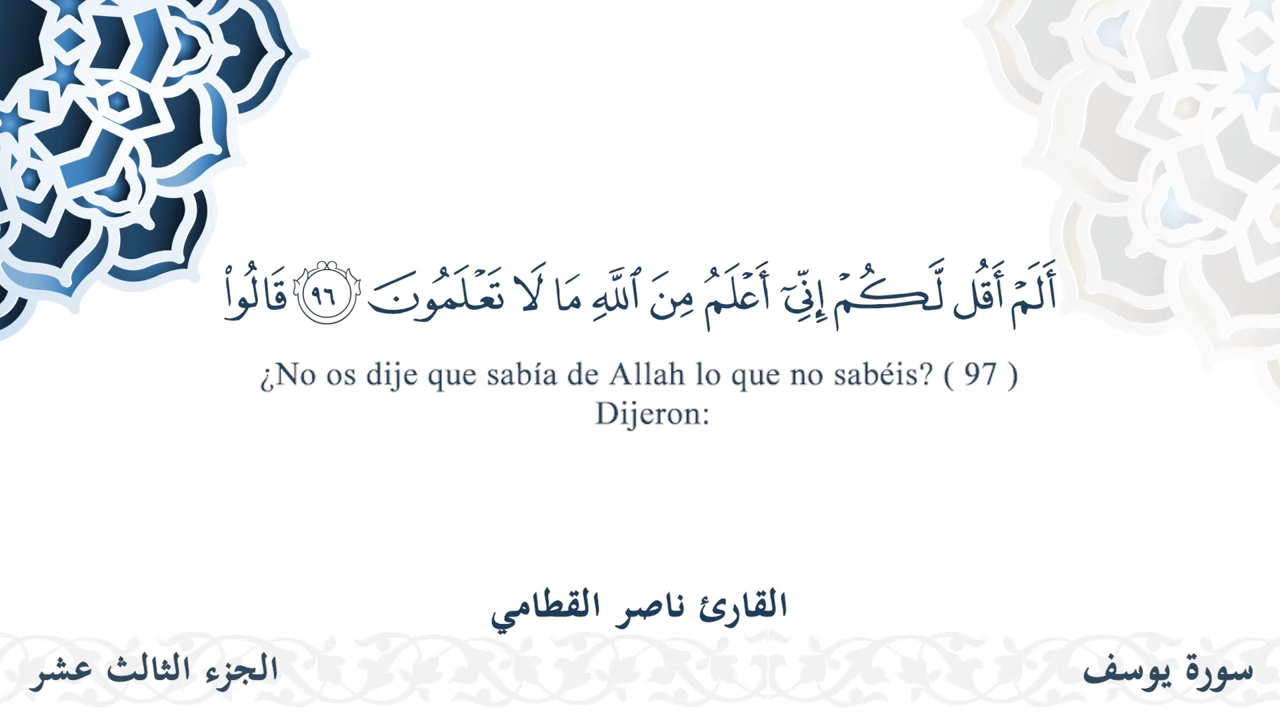 أَلَمْ أَقُل لَّكُمْ إِنِّىٓ أَعْلَمُ مِنَ ٱللَّهِ مَا لَا تَعْلَمُونَ ٩٦ قَالُوا۟
¿No os dije que sabía de Allah lo que no sabéis? ( 97 )
Dijeron:
القارئ ناصر القطامي
سورة يوسف
الجزء الثالث عشر